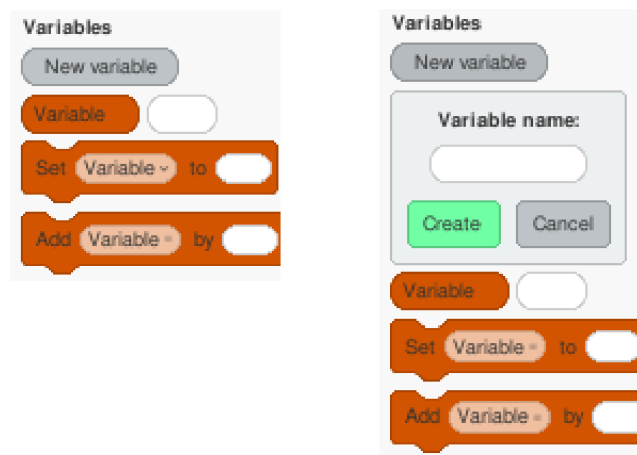 Variables
New variable
Variable
Set Variable to
Add Variable by
Variables
New variable
Variable name:
Create Cancel
Variable
Set Variable to
Add Variable by